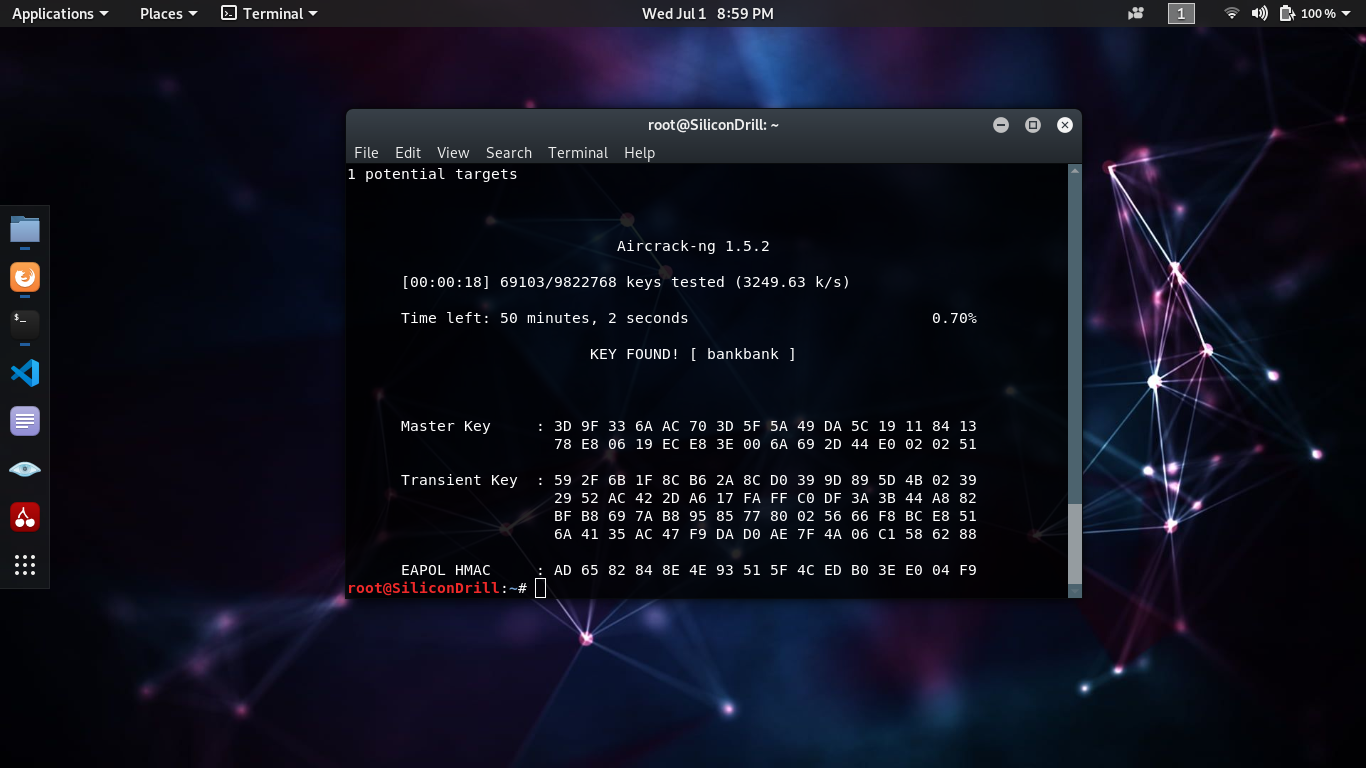 Applications Places Terminal Wed Jul 1 8:59 PM 1 100 %
root@SiliconDrill: ~
File Edit View Search Terminal Help
1 potential targets
Aircrack-ng 1.5.2
[00:00:18] 69103/9822768 keys tested (3249.63 k/s)
Time left: 50 minutes, 2 seconds 0.70%
KEY FOUND! [ bankbank ]
Master Key : 3D 9F 33 6A AC 70 3D 5F 5A 49 DA 5C 19 11 84 13
78 E8 06 19 EC E8 3E 00 6A 69 2D 44 E0 02 02 51
Transient Key : 59 2F 6B 1F 8C B6 2A 8C D0 39 9D 89 5D 4B 02 39
29 52 AC 42 2D A6 17 FA FF C0 DF 3A 3B 44 A8 82
BF B8 69 7A B8 95 85 77 80 02 56 66 F8 BC E8 51
6A 41 35 AC 47 F9 DA D0 AE 7F 4A 06 C1 58 62 88
EAPOL HMAC : AD 65 82 84 8E 4E 93 51 5F 4C ED B0 3E E0 04 F9
root@SiliconDrill:~#